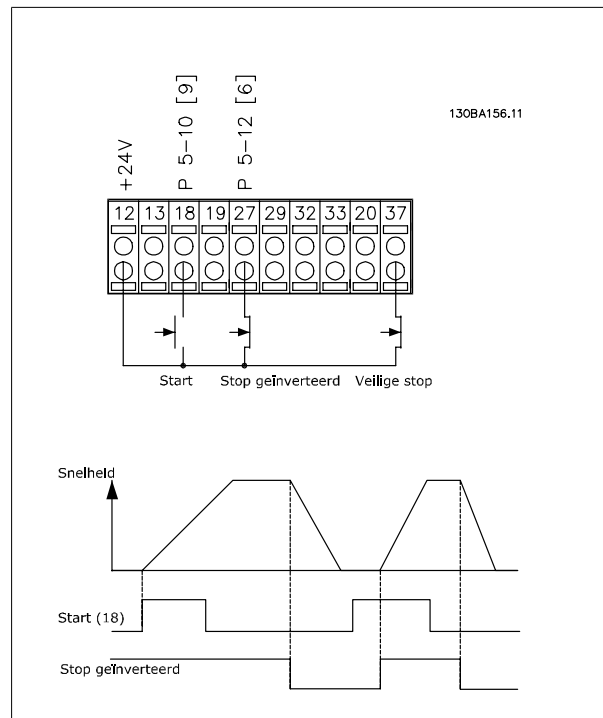 +24V
P 5-10 [9]
P 5-12 [6]
130BA156.11
12 13 18 19 27 29 32 33 20 37
Start
Stop geïnverteerd
Veilige stop
Snelheld
Start (18)
Stop geïnverteerd